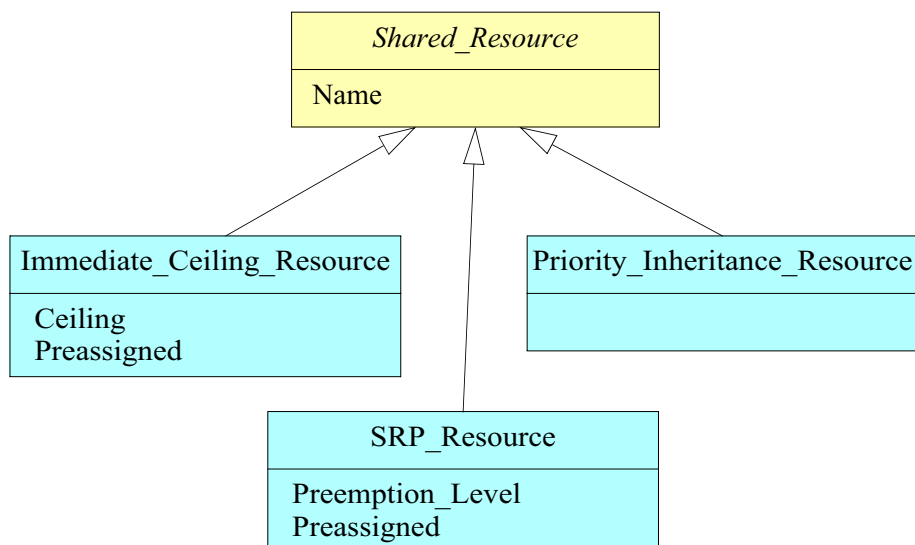 Shared_Resource
Name
Immediate_Ceiling_Resource
Ceiling
Preassigned
Priority_Inheritance_Resource
SRP_Resource
Preemption_Level
Preassigned